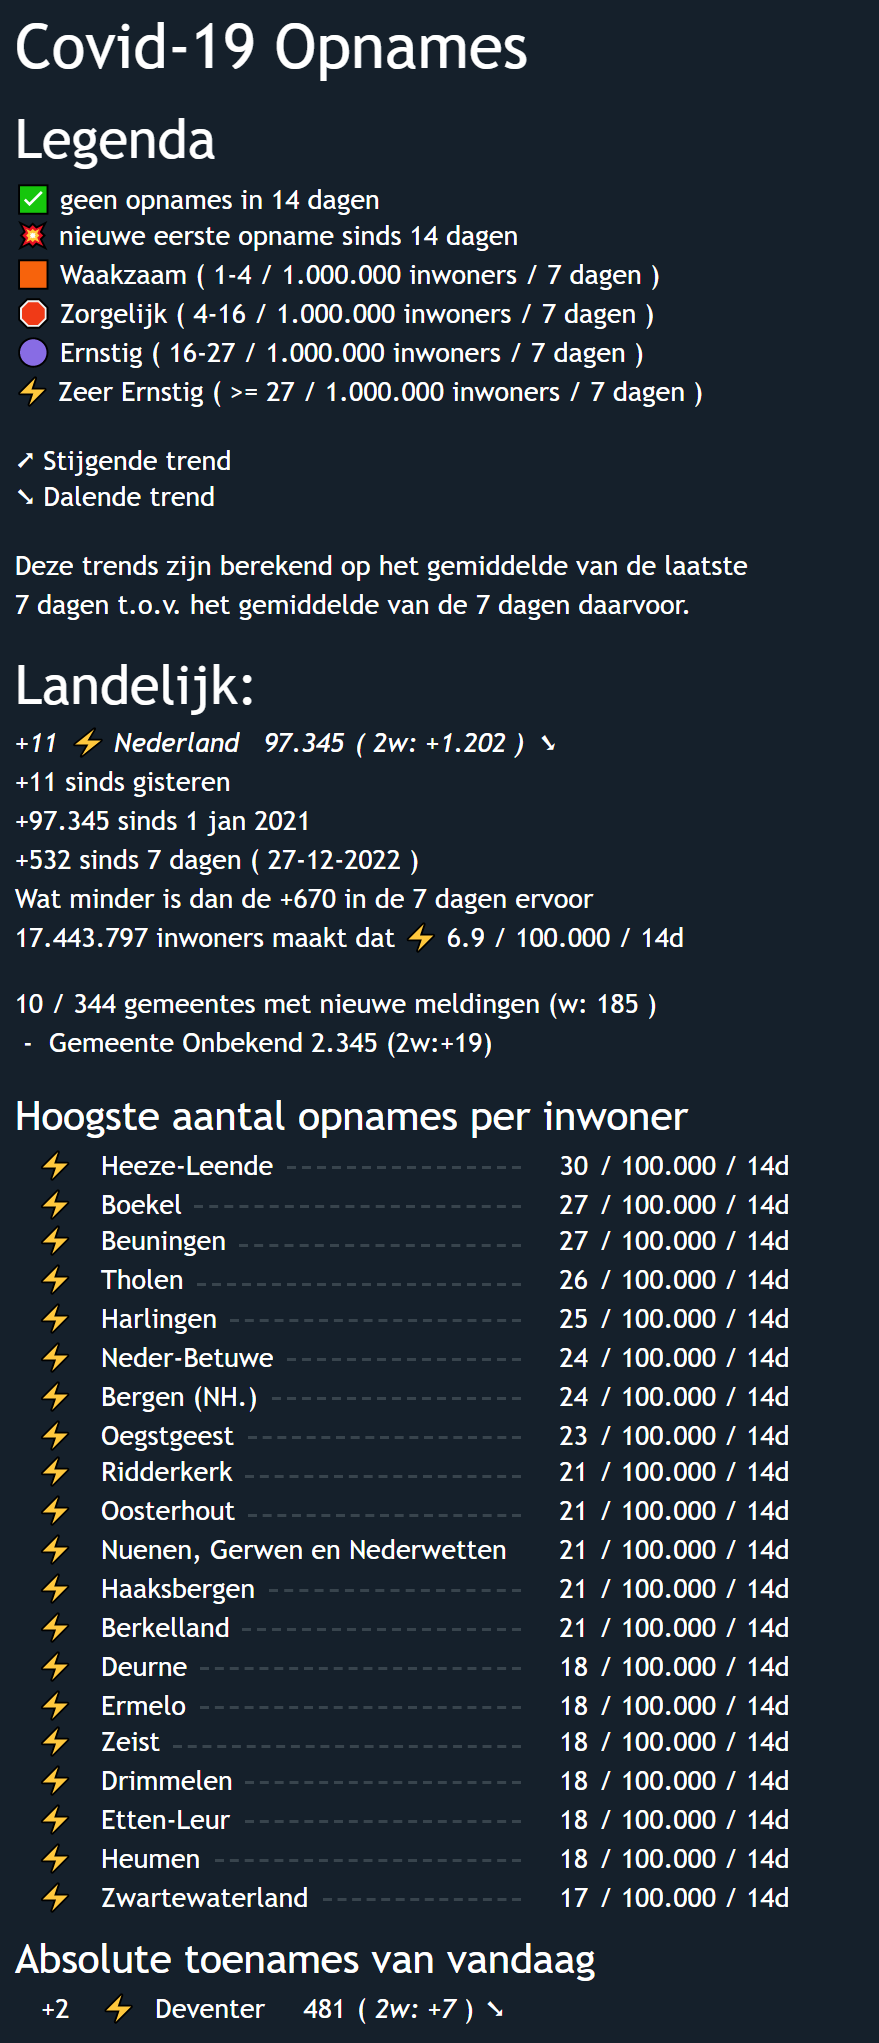 Covid-19 Opnames
Legenda
✅ geen opnames in 14 dagen
💥 nieuwe eerste opname sinds 14 dagen
🟧 Waakzaam ( 1-4 / 1.000.000 inwoners / 7 dagen )
🛑 Zorgelijk ( 4-16 / 1.000.000 inwoners / 7 dagen )
🟣 Ernstig ( 16-27 / 1.000.000 inwoners / 7 dagen )
⚡ Zeer Ernstig ( >= 27 / 1.000.000 inwoners / 7 dagen )
➚ Stijgende trend
➘ Dalende trend
Deze trends zijn berekend op het gemiddelde van de laatste
7 dagen t.o.v. het gemiddelde van de 7 dagen daarvoor.
Landelijk:
+11 ⚡ Nederland 97.345 ( 2w: +1.202 ) ➘
+11 sinds gisteren
+97.345 sinds 1 jan 2021
+532 sinds 7 dagen ( 27-12-2022 )
Wat minder is dan de +670 in de 7 dagen ervoor
17.443.797 inwoners maakt dat ⚡ 6.9 / 100.000 / 14d
10 / 344 gemeentes met nieuwe meldingen (w: 185 )
- Gemeente Onbekend 2.345 (2w:+19)
Hoogste aantal opnames per inwoner
⚡ Heeze-Leende 30 / 100.000 / 14d
⚡ Boekel 27 / 100.000 / 14d
⚡ Beuningen 27 / 100.000 / 14d
⚡ Tholen 26 / 100.000 / 14d
⚡ Harlingen 25 / 100.000 / 14d
⚡ Neder-Betuwe 24 / 100.000 / 14d
⚡ Bergen (NH.) 24 / 100.000 / 14d
⚡ Oegstgeest 23 / 100.000 / 14d
⚡ Ridderkerk 21 / 100.000 / 14d
⚡ Oosterhout 21 / 100.000 / 14d
⚡ Nuenen, Gerwen en Nederwetten 21 / 100.000 / 14d
⚡ Haaksbergen 21 / 100.000 / 14d
⚡ Berkelland 21 / 100.000 / 14d
⚡ Deurne 18 / 100.000 / 14d
⚡ Ermelo 18 / 100.000 / 14d
⚡ Zeist 18 / 100.000 / 14d
⚡ Drimmelen 18 / 100.000 / 14d
⚡ Etten-Leur 18 / 100.000 / 14d
⚡ Heumen 18 / 100.000 / 14d
⚡ Zwartewaterland 17 / 100.000 / 14d
Absolute toenames van vandaag
+2 ⚡ Deventer 481 ( 2w: +7 ) ➘